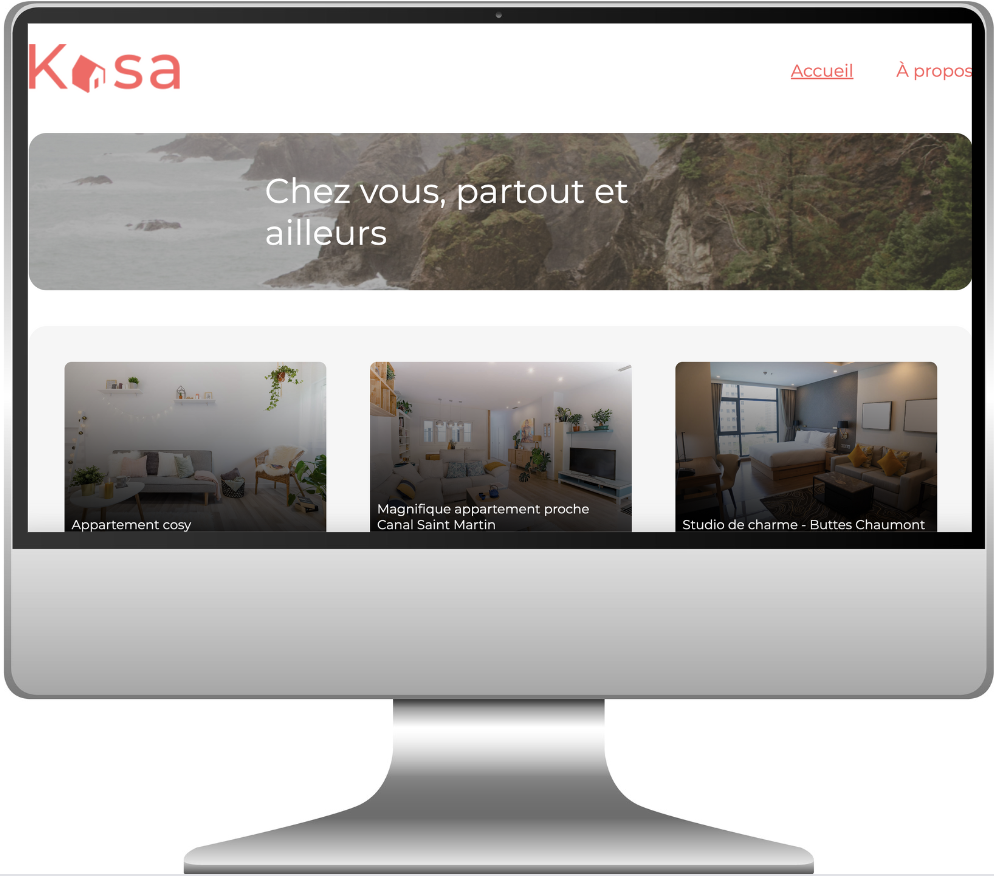 Kasa
Accueil
À propos
Chez vous, partout et
ailleurs
Appartement cosy
Magnifique appartement proche
Canal Saint Martin
Studio de charme - Buttes Chaumont